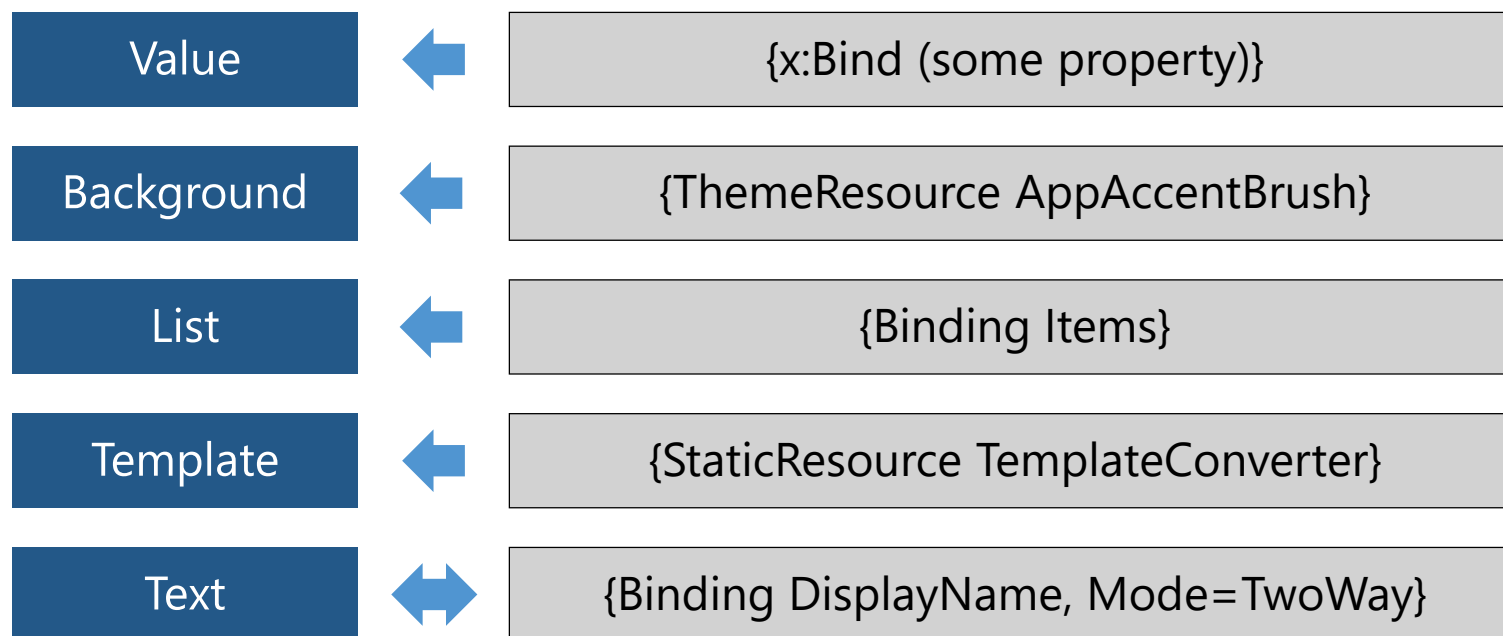 Value
{x:Bind (some property)}
Background
{ThemeResource AppAccentBrush}
List
{Binding Items}
Template
{StaticResource TemplateConverter}
Text
{Binding DisplayName, Mode=TwoWay}